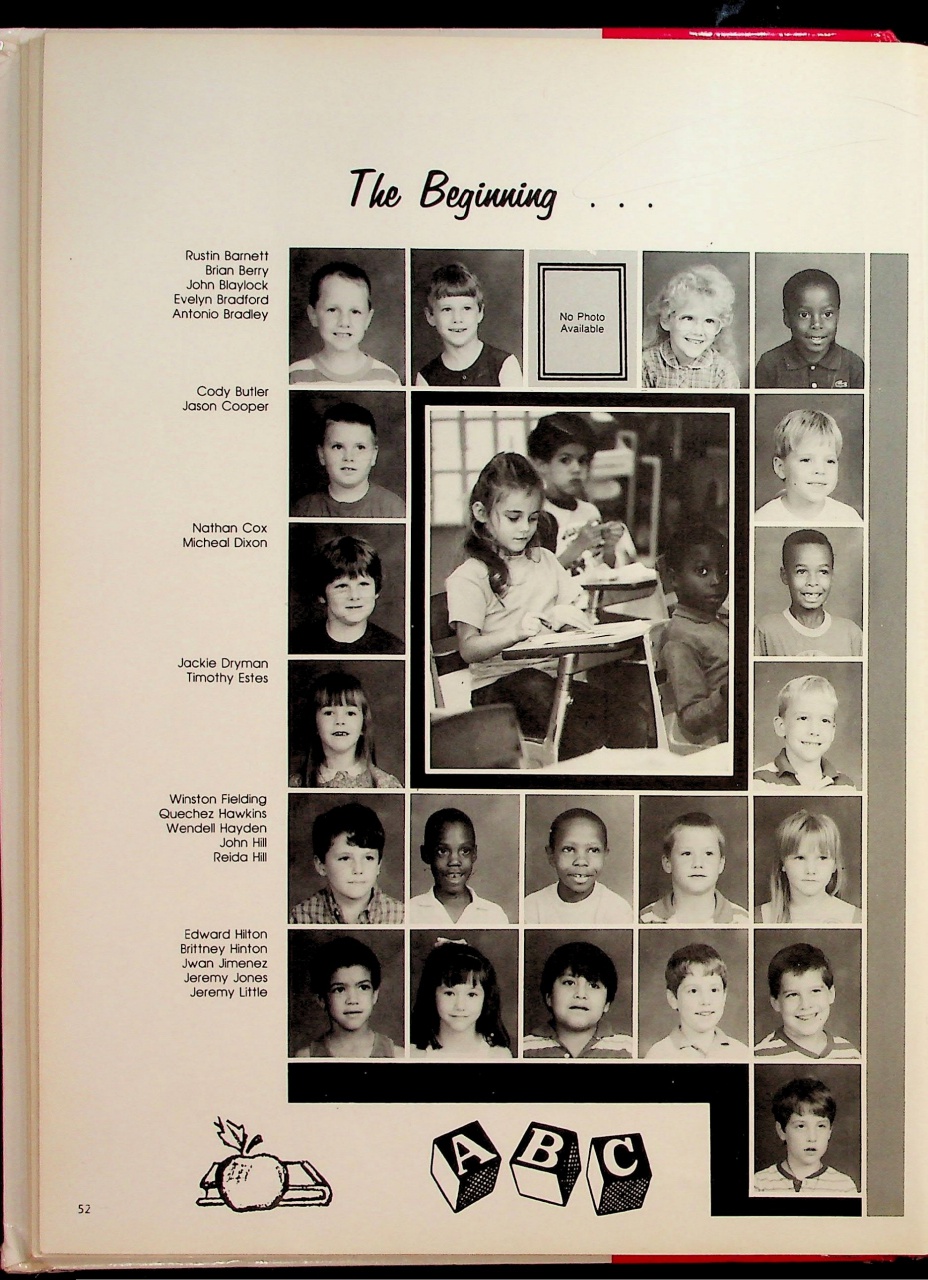 The Beginning . . .
Rustin Barnett
Brian Berry
John Blaylock
Evelyn Bradford
Antonio Bradley
No Photo
Available
Cody Butler
Jason Cooper
Nathan Cox
Micheal Dixon
Jackie Dryman
Timothy Estes
Winston Fielding
Quechez Hawkins
Wendell Hayden
John Hill
Reida Hill
Edward Hilton
Brittney Hinton
Jwan Jimenez
Jeremy Jones
Jeremy Little
A B C
52